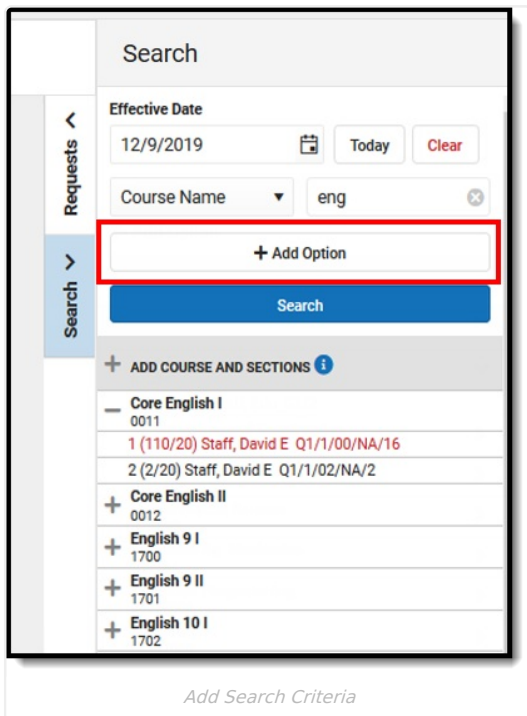 Search
Requests
Search
Effective Date
12/9/2019
Today
Clear
Course Name
eng
+ Add Option
Search
ADD COURSE AND SECTIONS
Core English I
0011
1 (110/20) Staff, David E Q1/1/00/NA/16
2 (2/20) Staff, David E Q1/1/02/NA/2
Core English II
0012
English 9 I
1700
English 9 II
1701
English 10 I
1702
Add Search Criteria